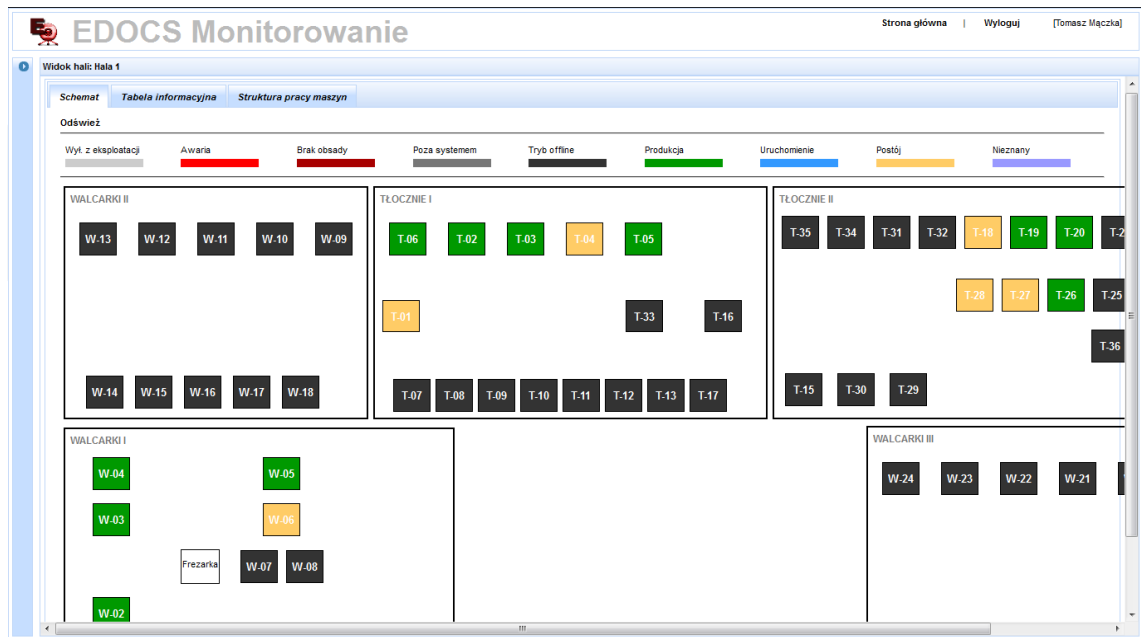 EDOCS Monitorowanie
Strona główna | Wyloguj [Tomasz Mączka]
Widok hali: Hala 1
Schemat Tabela informacyjna Struktura pracy maszyn
Odśwież
Wył. z eksploatacji Awaria Brak obsady Poza systemem Tryb offline Produkcja Uruchomienie Postój Nieznany
WALCARKI II
W-13 W-12 W-11 W-10 W-09
W-14 W-15 W-16 W-17 W-18
TŁOCZNIE I
T-06 T-02 T-03 T-04 T-05
T-01 T-33 T-16
T-07 T-08 T-09 T-10 T-11 T-12 T-13 T-17
TŁOCZNIE II
T-35 T-34 T-31 T-32 T-18 T-19 T-20
T-28 T-27 T-26 T-25
T-36
T-15 T-30 T-29
WALCARKI I
W-04 W-05
W-03 W-06
Frezarka W-07 W-08
W-02
WALCARKI III
W-24 W-23 W-22 W-21